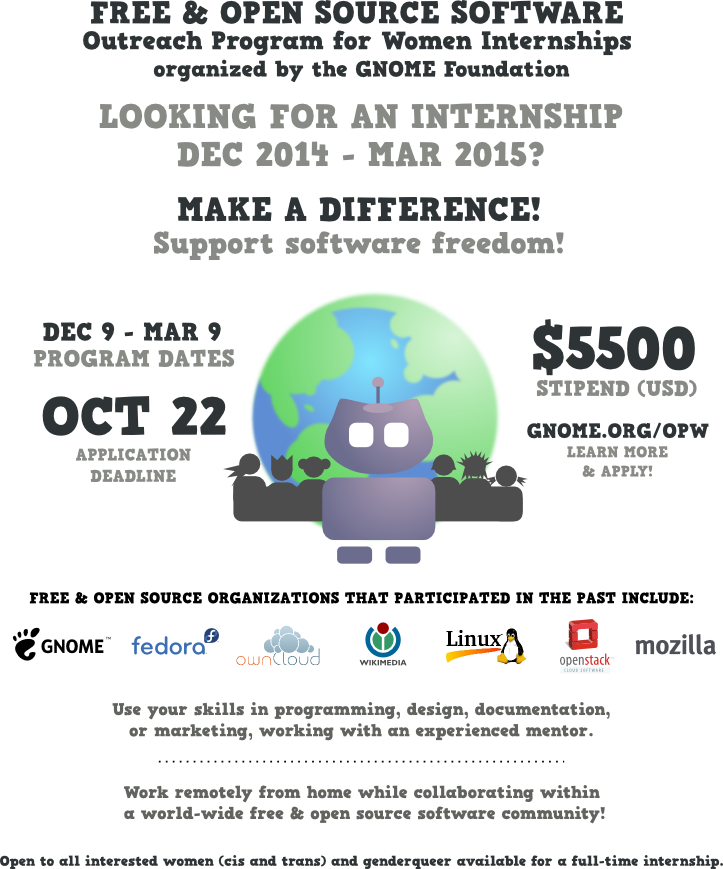 FREE & OPEN SOURCE SOFTWARE
Outreach Program for Women Internships
organized by the GNOME Foundation
LOOKING FOR AN INTERNSHIP
DEC 2014 - MAR 2015?
MAKE A DIFFERENCE!
Support software freedom!
DEC 9 - MAR 9
PROGRAM DATES
OCT 22
APPLICATION
DEADLINE
$5500
STIPEND (USD)
GNOME.ORG/OPW
LEARN MORE
& APPLY!
FREE & OPEN SOURCE ORGANIZATIONS THAT PARTICIPATED IN THE PAST INCLUDE:
GNOME™
fedora
ownCloud
WIKIMEDIA
Linux
openstack
CLOUD SOFTWARE
mozilla
Use your skills in programming, design, documentation,
or marketing, working with an experienced mentor.
Work remotely from home while collaborating within
a world-wide free & open source software community!
Open to all interested women (cis and trans) and genderqueer available for a full-time internship.